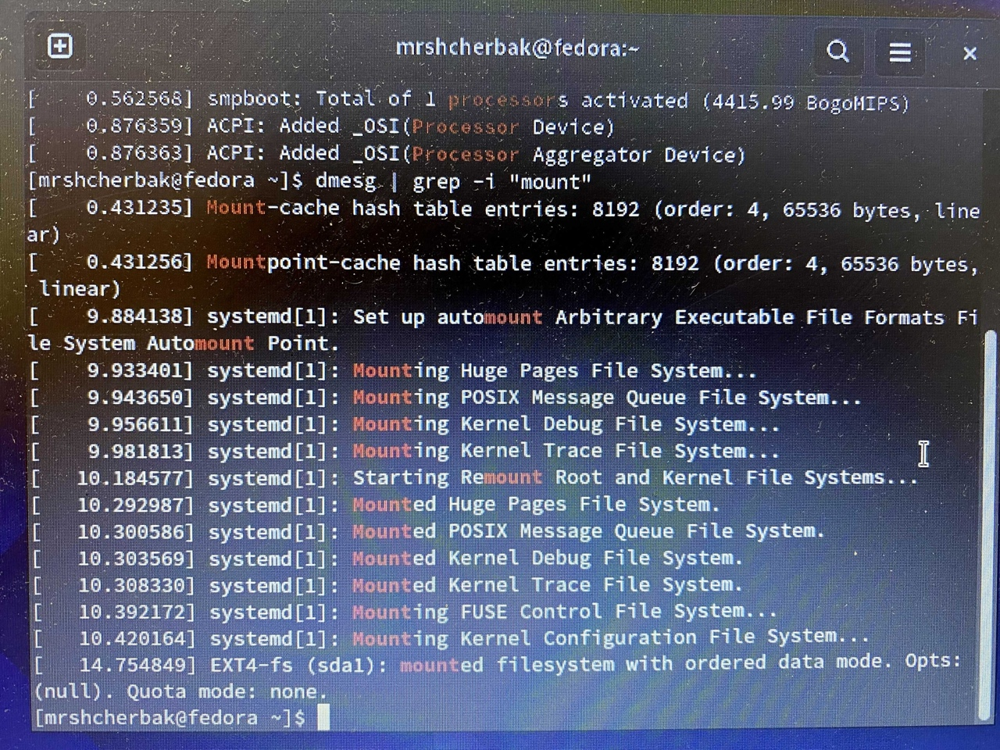 mrshcherbak@fedora:~
[    0.562568] smpboot: Total of 1 processors activated (4415.99 BogoMIPS)
[    0.876359] ACPI: Added _OSI(Processor Device)
[    0.876363] ACPI: Added _OSI(Processor Aggregator Device)
[mrshcherbak@fedora ~]$ dmesg | grep -i "mount"
[    0.431235] Mount-cache hash table entries: 8192 (order: 4, 65536 bytes, line
ar)
[    0.431256] Mountpoint-cache hash table entries: 8192 (order: 4, 65536 bytes,
 linear)
[    9.884138] systemd[1]: Set up automount Arbitrary Executable File Formats Fi
le System Automount Point.
[    9.933401] systemd[1]: Mounting Huge Pages File System...
[    9.943650] systemd[1]: Mounting POSIX Message Queue File System...
[    9.956611] systemd[1]: Mounting Kernel Debug File System...
[    9.981813] systemd[1]: Mounting Kernel Trace File System...
[   10.184577] systemd[1]: Starting Remount Root and Kernel File Systems...
[   10.292987] systemd[1]: Mounted Huge Pages File System.
[   10.300586] systemd[1]: Mounted POSIX Message Queue File System.
[   10.303569] systemd[1]: Mounted Kernel Debug File System.
[   10.308330] systemd[1]: Mounted Kernel Trace File System.
[   10.392172] systemd[1]: Mounting FUSE Control File System...
[   10.420164] systemd[1]: Mounting Kernel Configuration File System...
[   14.754849] EXT4-fs (sda1): mounted filesystem with ordered data mode. Opts:
(null). Quota mode: none.
[mrshcherbak@fedora ~]$